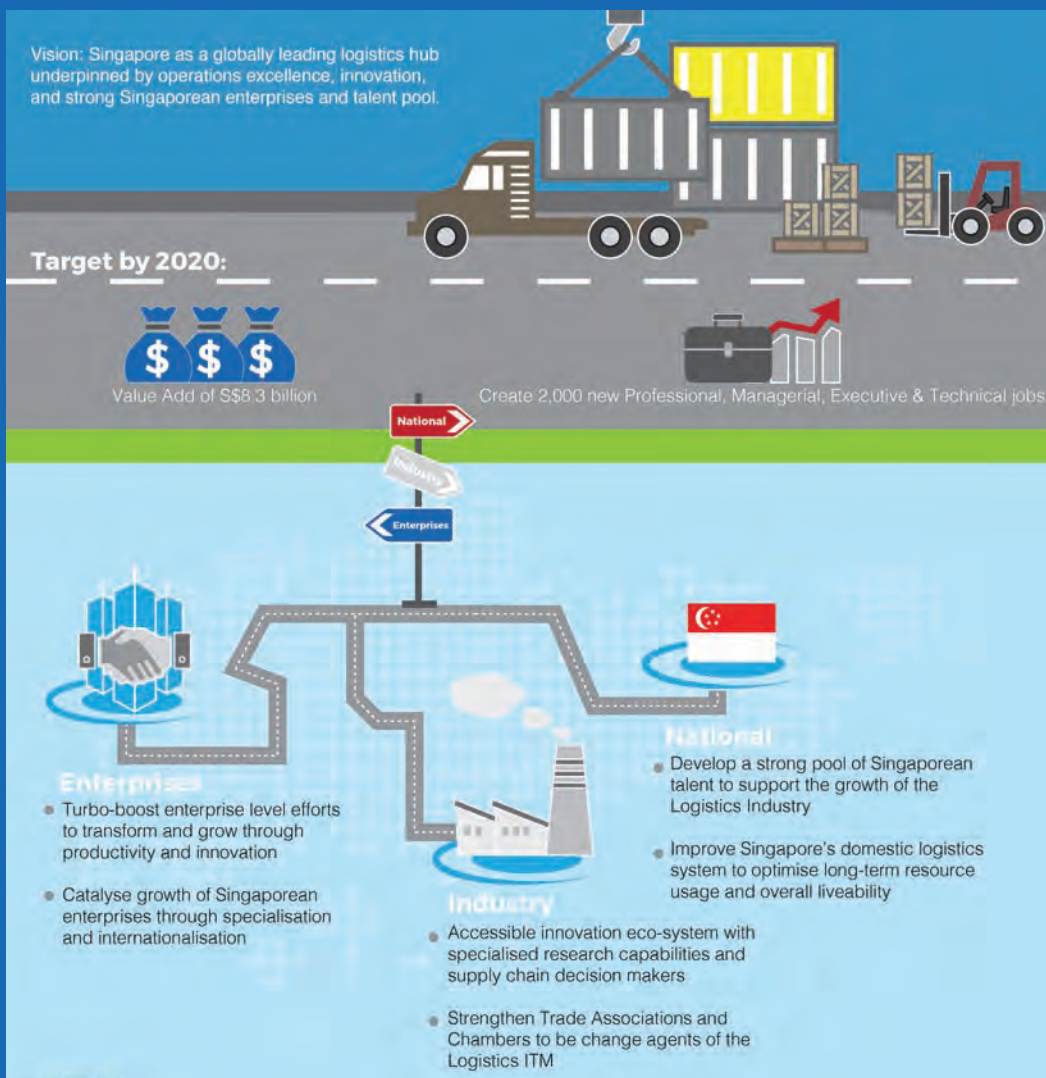 Vision: Singapore as a globally leading logistics hub
underpinned by operations excellence, innovation,
and strong Singaporean enterprises and talent pool.
Target by 2020:
$ $ $
Value Add of S$8.3 billion
Create 2,000 new Professional, Managerial, Executive & Technical jobs
National
Industry
Enterprises
Enterprises
Turbo-boost enterprise level efforts
to transform and grow through
productivity and innovation
Catalyse growth of Singaporean
enterprises through specialisation
and internationalisation
Industry
Accessible innovation eco-system with
specialised research capabilities and
supply chain decision makers
Strengthen Trade Associations and
Chambers to be change agents of the
Logistics ITM
National
Develop a strong pool of Singaporean
talent to support the growth of the
Logistics Industry
Improve Singapore's domestic logistics
system to optimise long-term resource
usage and overall liveability